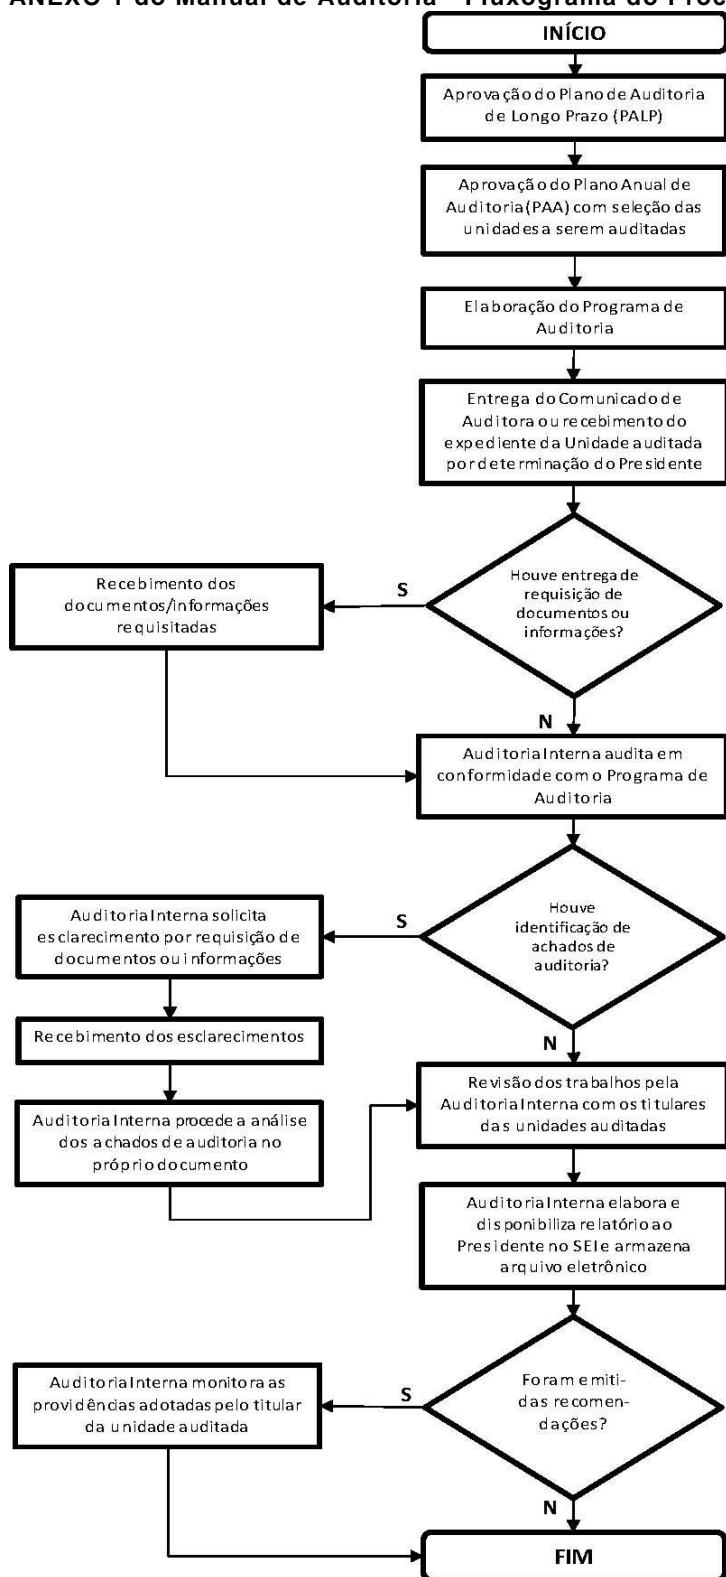 ANEXO 1 do Manual de Auditoria - Fluxograma do Proc
INÍCIO
Aprovação do Plano de Auditoria
de Longo Prazo (PALP)
Aprovação do Plano Anual de
Auditoria(PAA) com seleção das
unidades a serem auditadas
Elaboração do Programa de
Auditoria
Entrega do Comunicado de
Auditora ou recebimento do
expediente da Unidade auditada
por determinação do Presidente
Houve entrega de
requisição de
documentos ou
informações?
S
Recebimento dos
documentos/informações
requisitadas
N
Auditoria Interna audita em
conformidade com o Programa de
Auditoria
Houve
identificação de
achados de
auditoria?
S
Auditoria Interna solicita
esclarecimento por requisição de
documentos ou informações
Recebimento dos esclarecimentos
Auditoria Interna procede a análise
dos achados de auditoria no
próprio documento
N
Revisão dos trabalhos pela
Auditoria Interna com os titulares
das unidades auditadas
Auditoria Interna elabora e
disponibiliza relatório ao
Presidente no SEI e armazena
arquivo eletrônico
Foram emiti-
das recomen-
dações?
S
Auditoria Interna monitora as
providências adotadas pelo titular
da unidade auditada
N
FIM